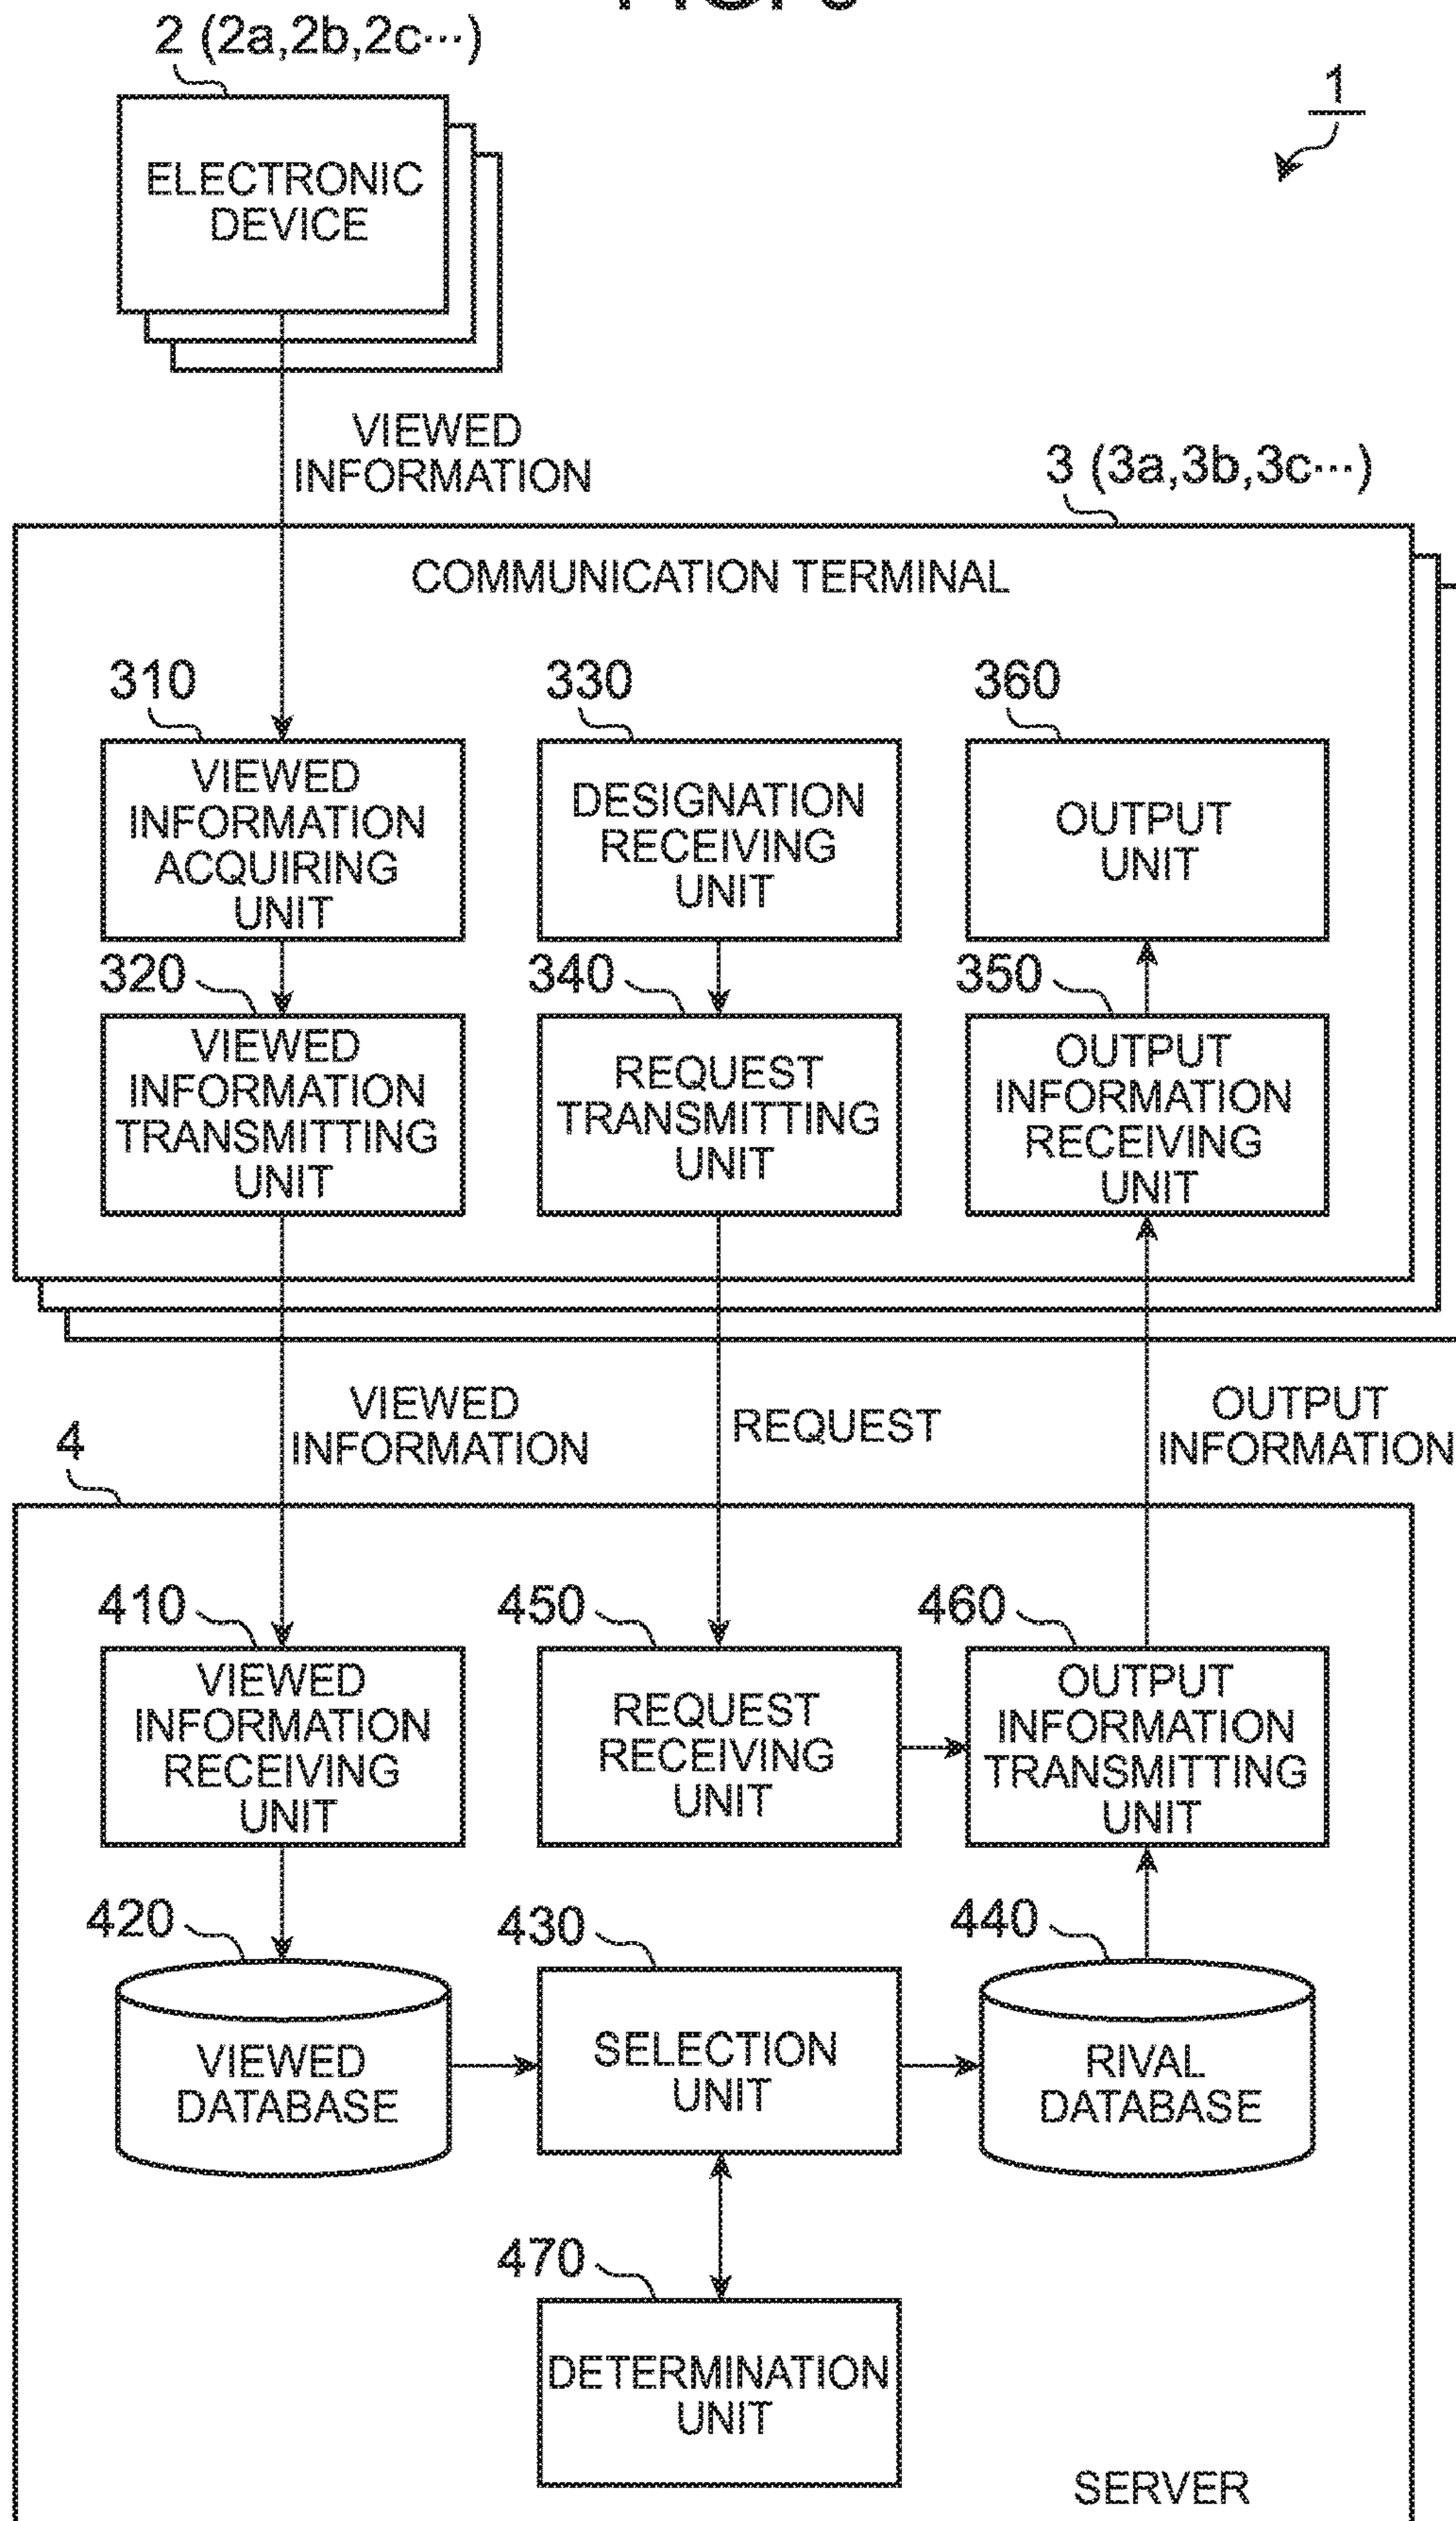 2 (2a,2b,2c···)
1
ELECTRONIC
DEVICE
VIEWED
INFORMATION
3 (3a,3b,3c···)
COMMUNICATION TERMINAL
310
330
360
VIEWED
INFORMATION
ACQUIRING
UNIT
DESIGNATION
RECEIVING
UNIT
OUTPUT
UNIT
320
340
350
VIEWED
INFORMATION
TRANSMITTING
UNIT
REQUEST
TRANSMITTING
UNIT
OUTPUT
INFORMATION
RECEIVING
UNIT
VIEWED
INFORMATION
REQUEST
OUTPUT
INFORMATION
4
410
450
460
VIEWED
INFORMATION
RECEIVING
UNIT
REQUEST
RECEIVING
UNIT
OUTPUT
INFORMATION
TRANSMITTING
UNIT
420
430
440
VIEWED
DATABASE
SELECTION
UNIT
RIVAL
DATABASE
470
DETERMINATION
UNIT
SERVER